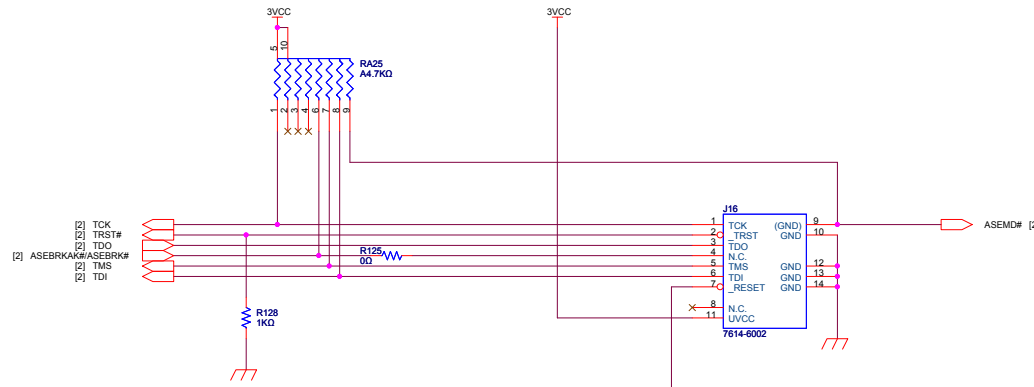 3VCC
3VCC
5
10
RA25
A4.7KΩ
1
2
3
4
6
7
8
9
J16
[2] TCK
1
TCK
(GND)
9
ASEMD# [2
[2] TRST#
2
_TRST
GND
10
[2] TDO
3
TDO
[2] ASEBRKAK#/ASEBRK#
R125
0Ω
4
N.C.
[2] TMS
5
TMS
GND
12
[2] TDI
6
TDI
GND
13
7
_RESET
GND
14
8
N.C.
11
UVCC
R128
1KΩ
7614-6002